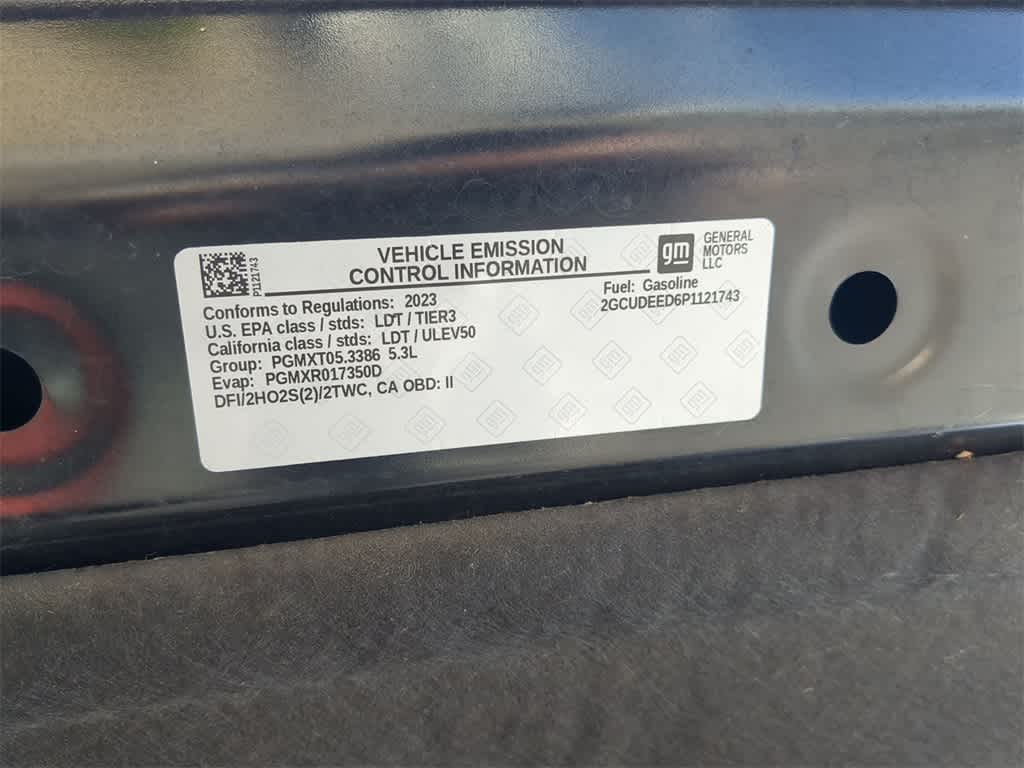 P1121743
VEHICLE EMISSION
CONTROL INFORMATION
gm
GENERAL
MOTORS
LLC
Conforms to Regulations: 2023
Fuel: Gasoline
U.S. EPA class / stds: LDT / TIER3
2GCUDEED6P1121743
California class / stds: LDT / ULEV50
Group: PGMXT05.3386 5.3L
Evap: PGMXR017350D
DFI/2HO2S(2)/2TWC, CA OBD: II